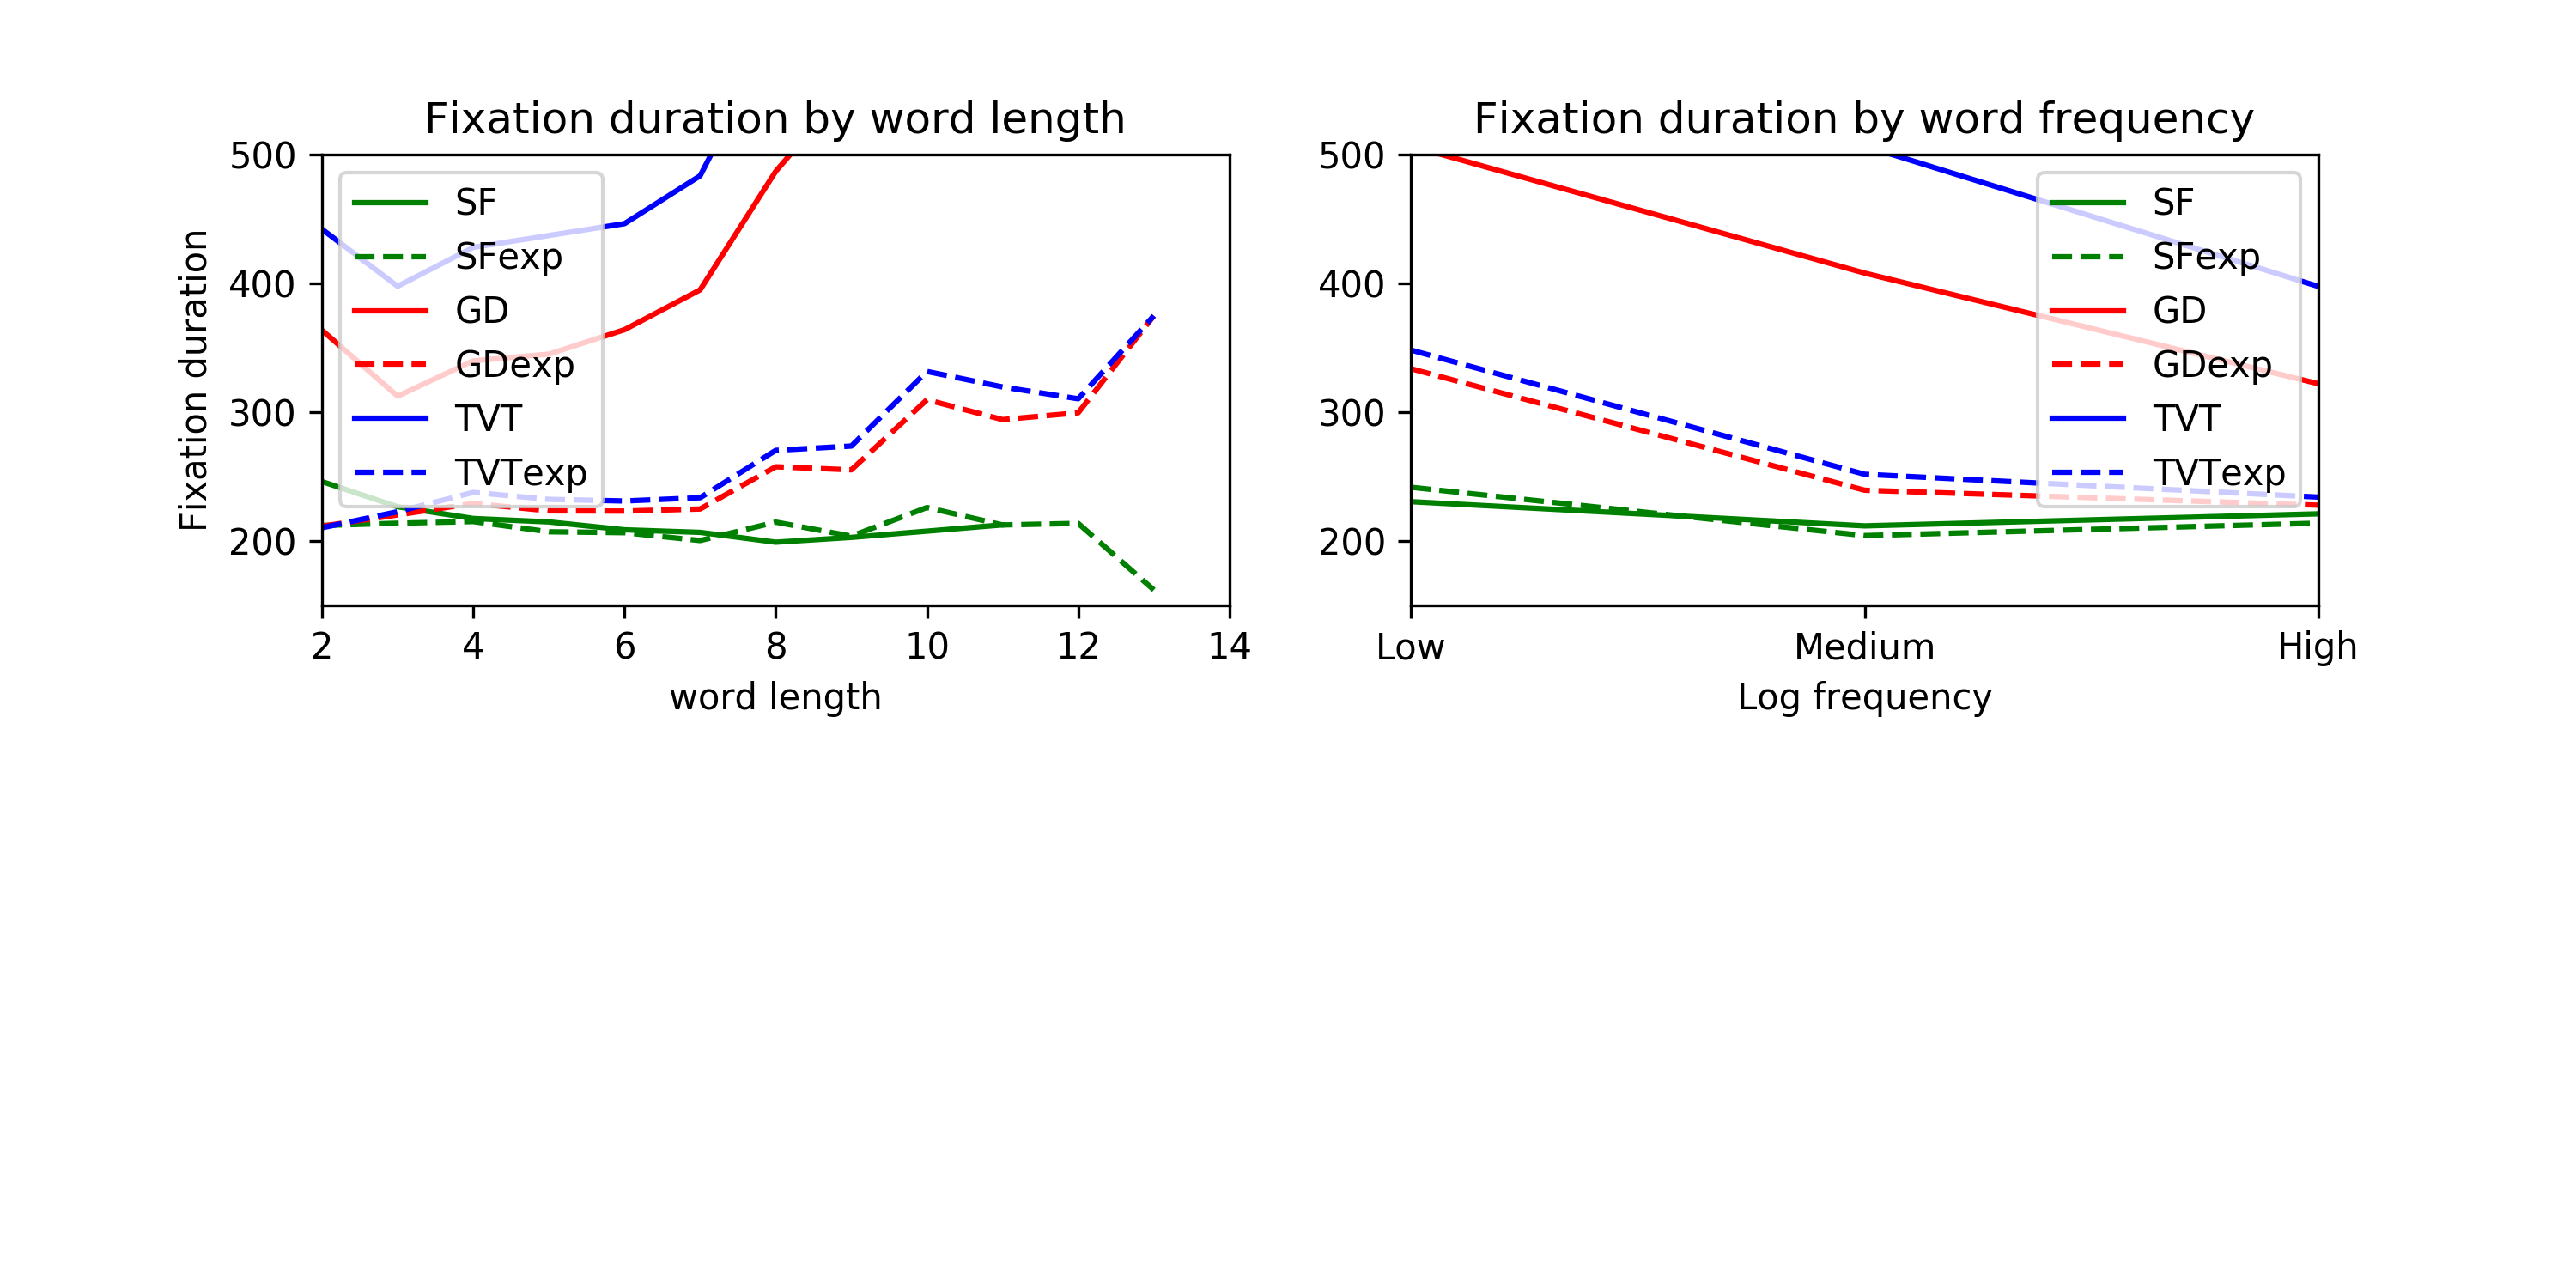 Fixation duration by word length
Fixation duration
500
400
300
200
SF
SFexp
GD
GDexp
TVT
TVTexp
2 4 6 8 10 12 14
word length
Fixation duration by word frequency
500
400
300
200
SF
SFexp
GD
GDexp
TVT
TVTexp
Low Medium High
Log frequency